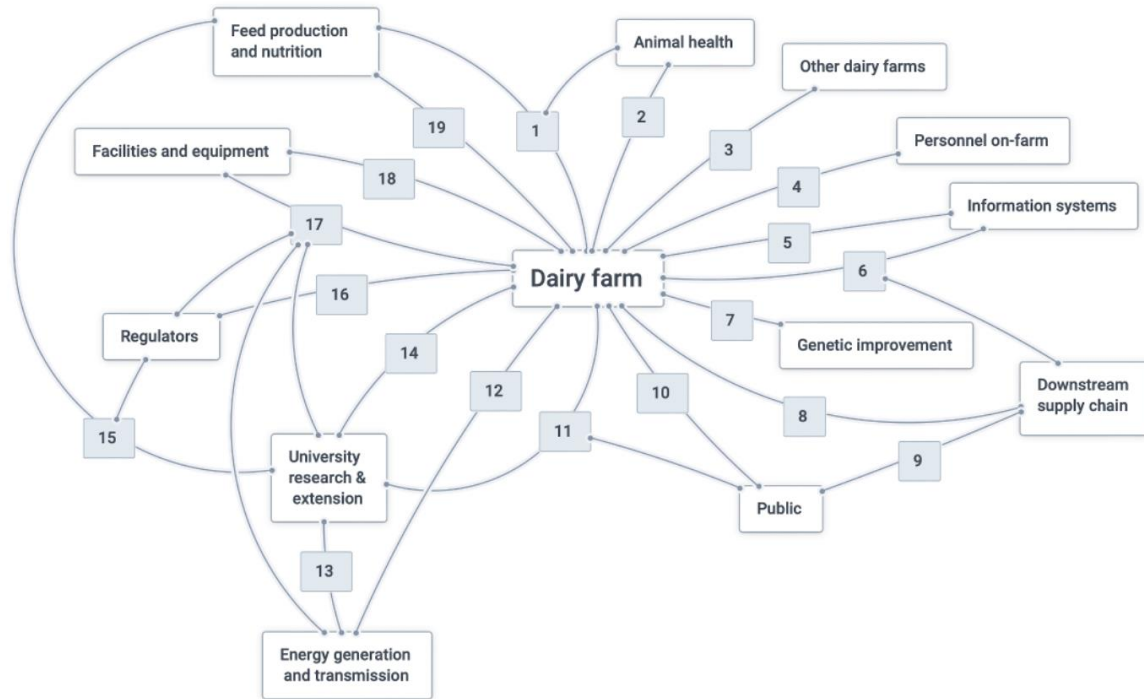 Feed production
and nutrition
Animal health
Other dairy farms
1
2
3
19
Facilities and equipment
18
Personnel on-farm
4
Information systems
17
5
6
Dairy farm
16
7
Regulators
14
Genetic improvement
12
10
Downstream
supply chain
8
15
11
9
University
research &
extension
Public
13
Energy generation
and transmission